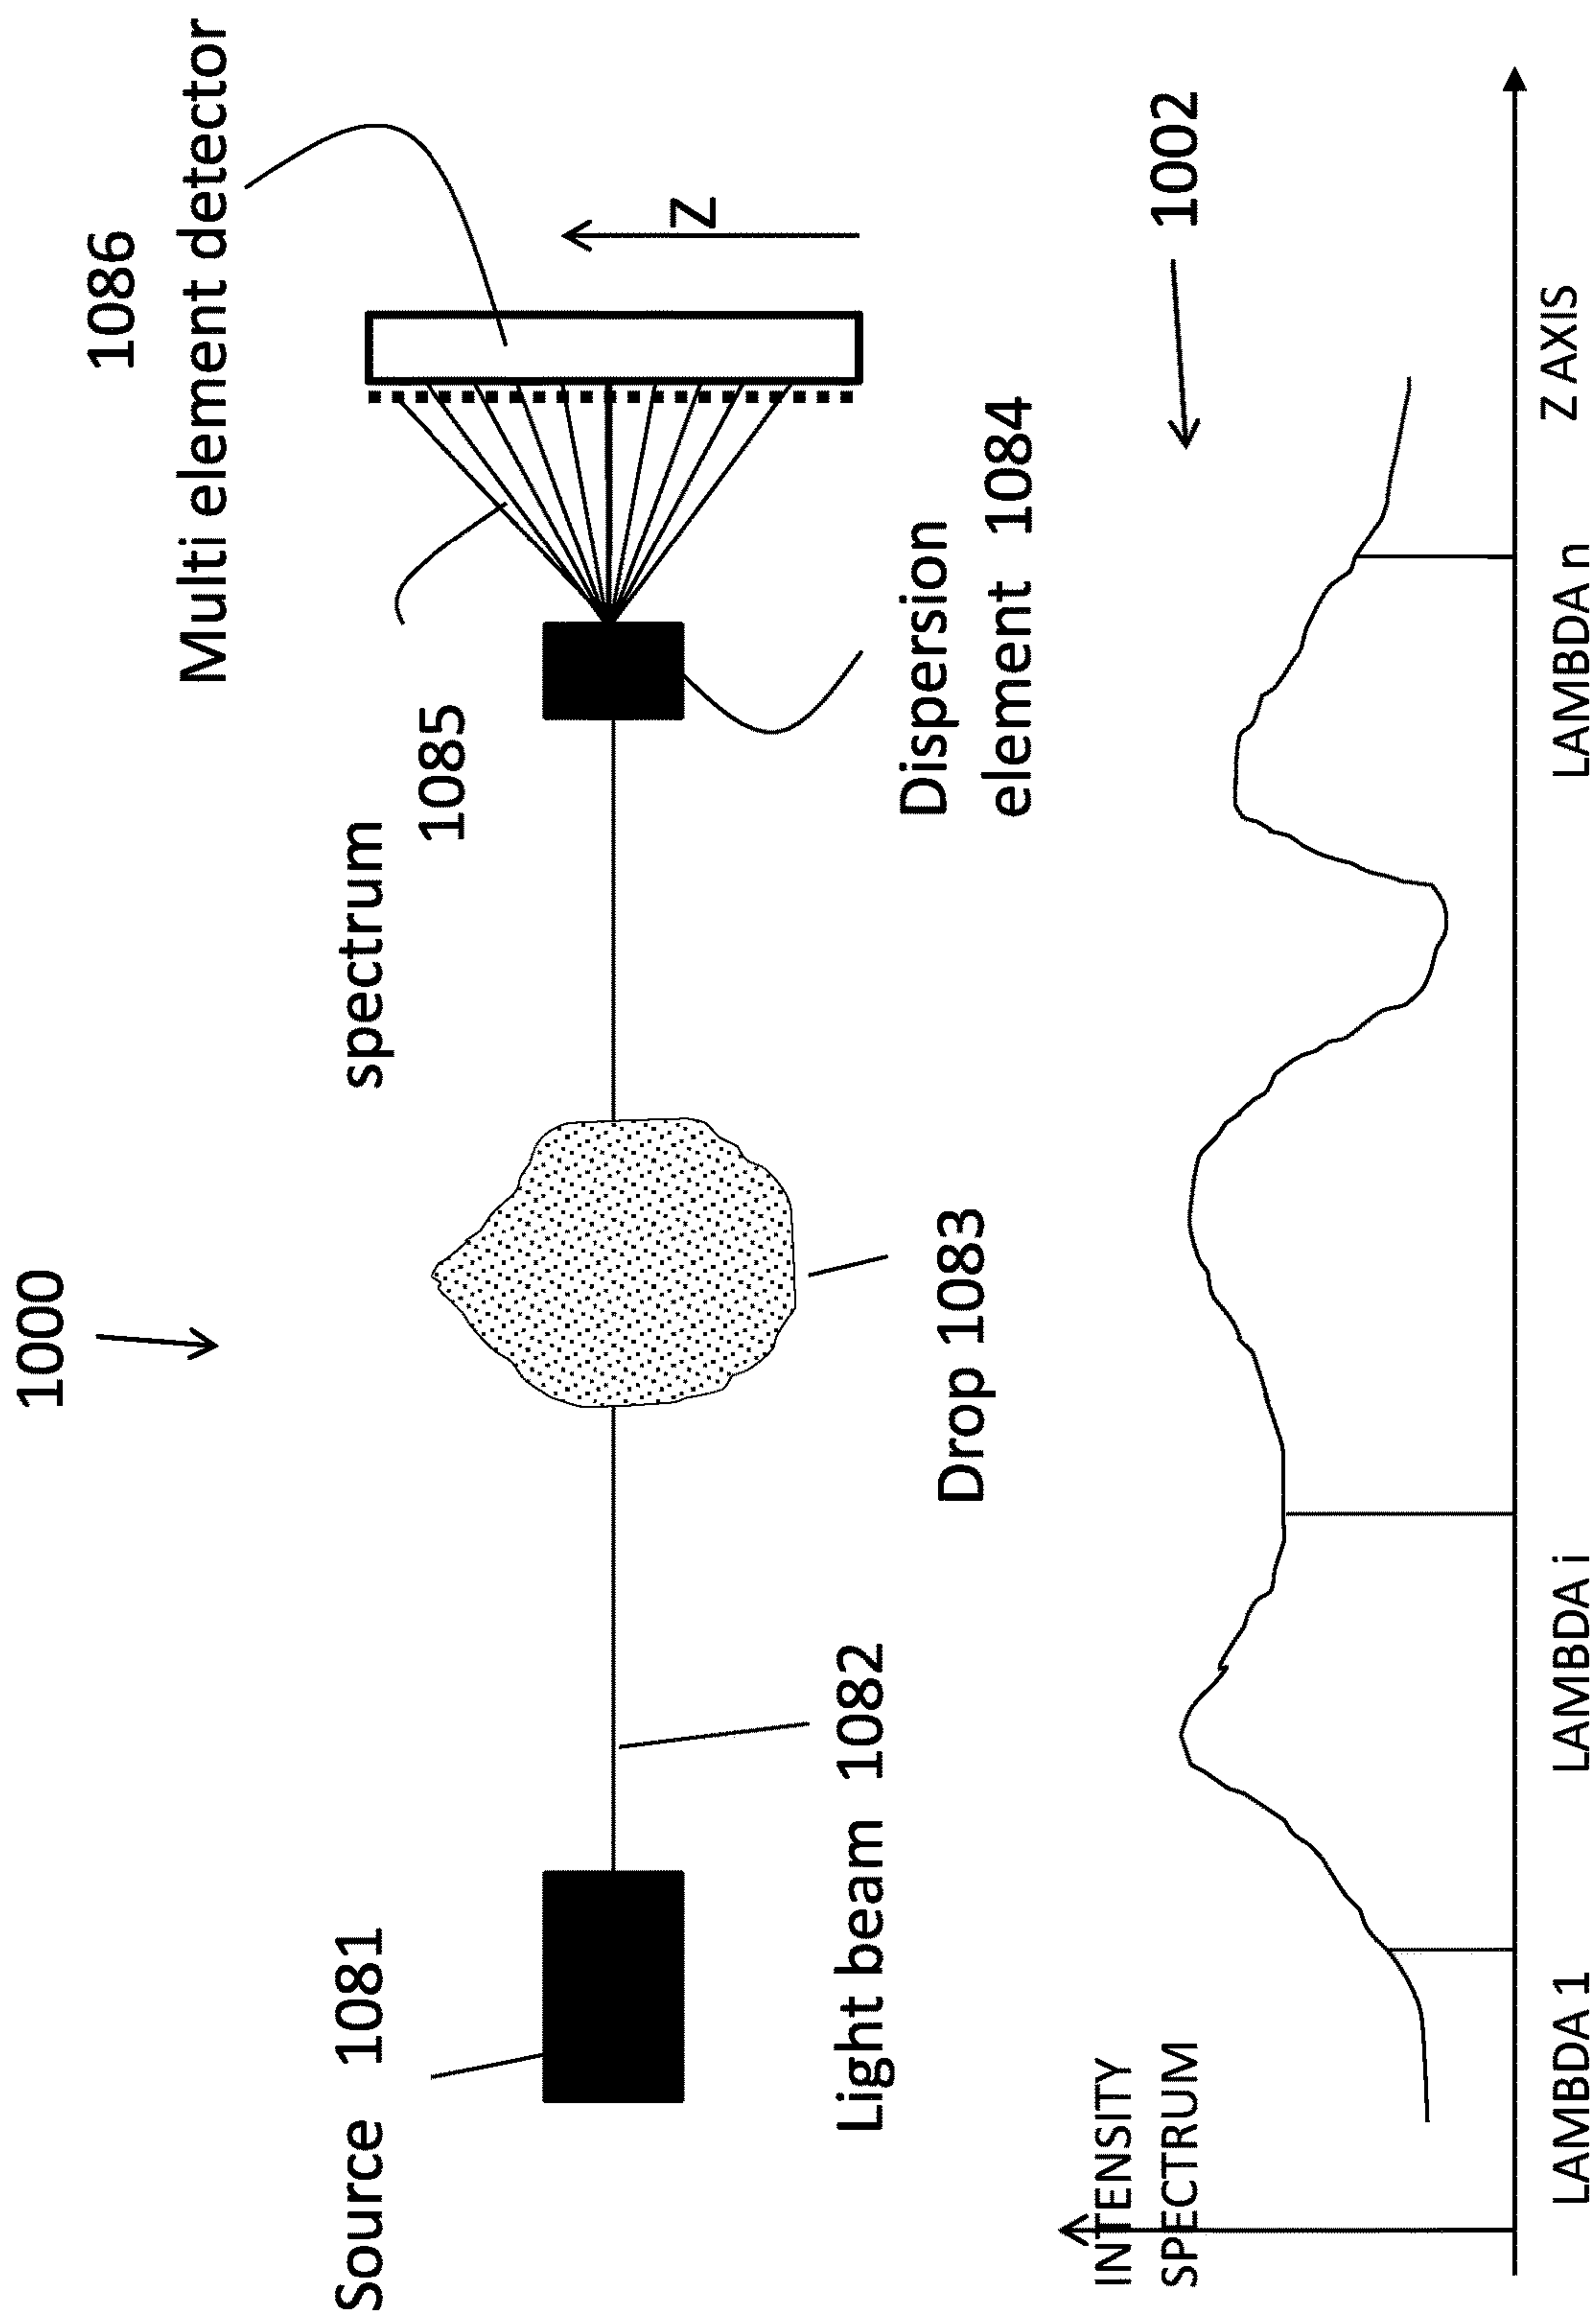 1000
1086
Multi element detector
Source 1081
spectrum
1085
Z
Light beam 1082
Drop 1083
Dispersion
element 1084
1002
INTENSITY
SPECTRUM
LAMBDA 1
LAMBDA i
LAMBDA n
Z AXIS